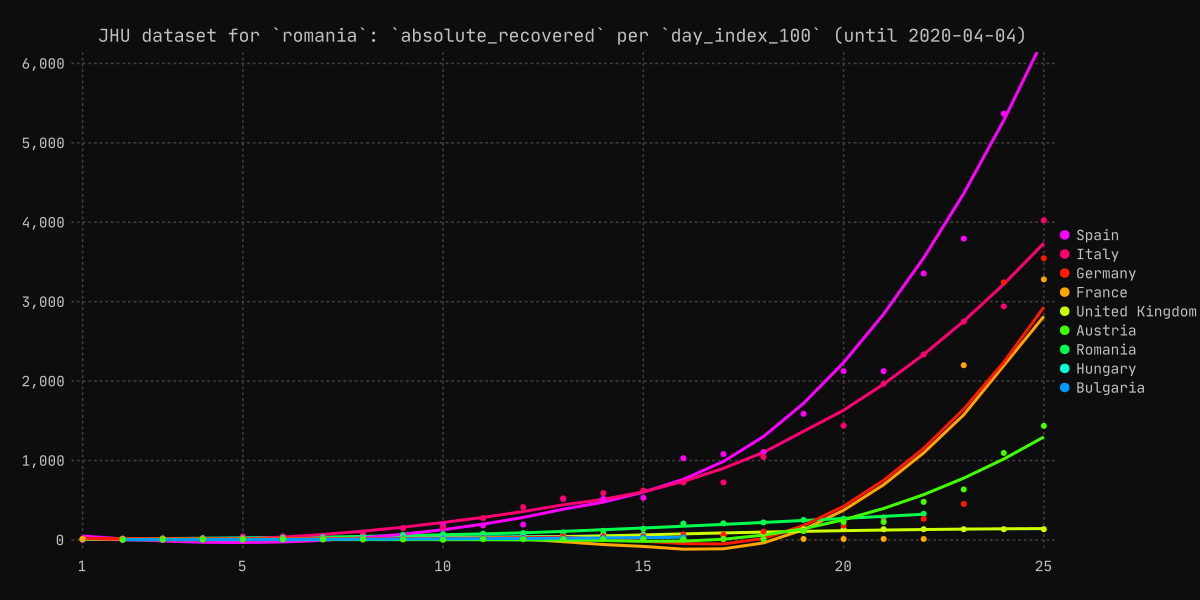 JHU dataset for `romania`: `absolute_recovered` per `day_index_100` (until 2020-04-04)
6,000
5,000
4,000
3,000
2,000
1,000
0
1 5 10 15 20 25
Spain
Italy
Germany
France
United Kingdom
Austria
Romania
Hungary
Bulgaria